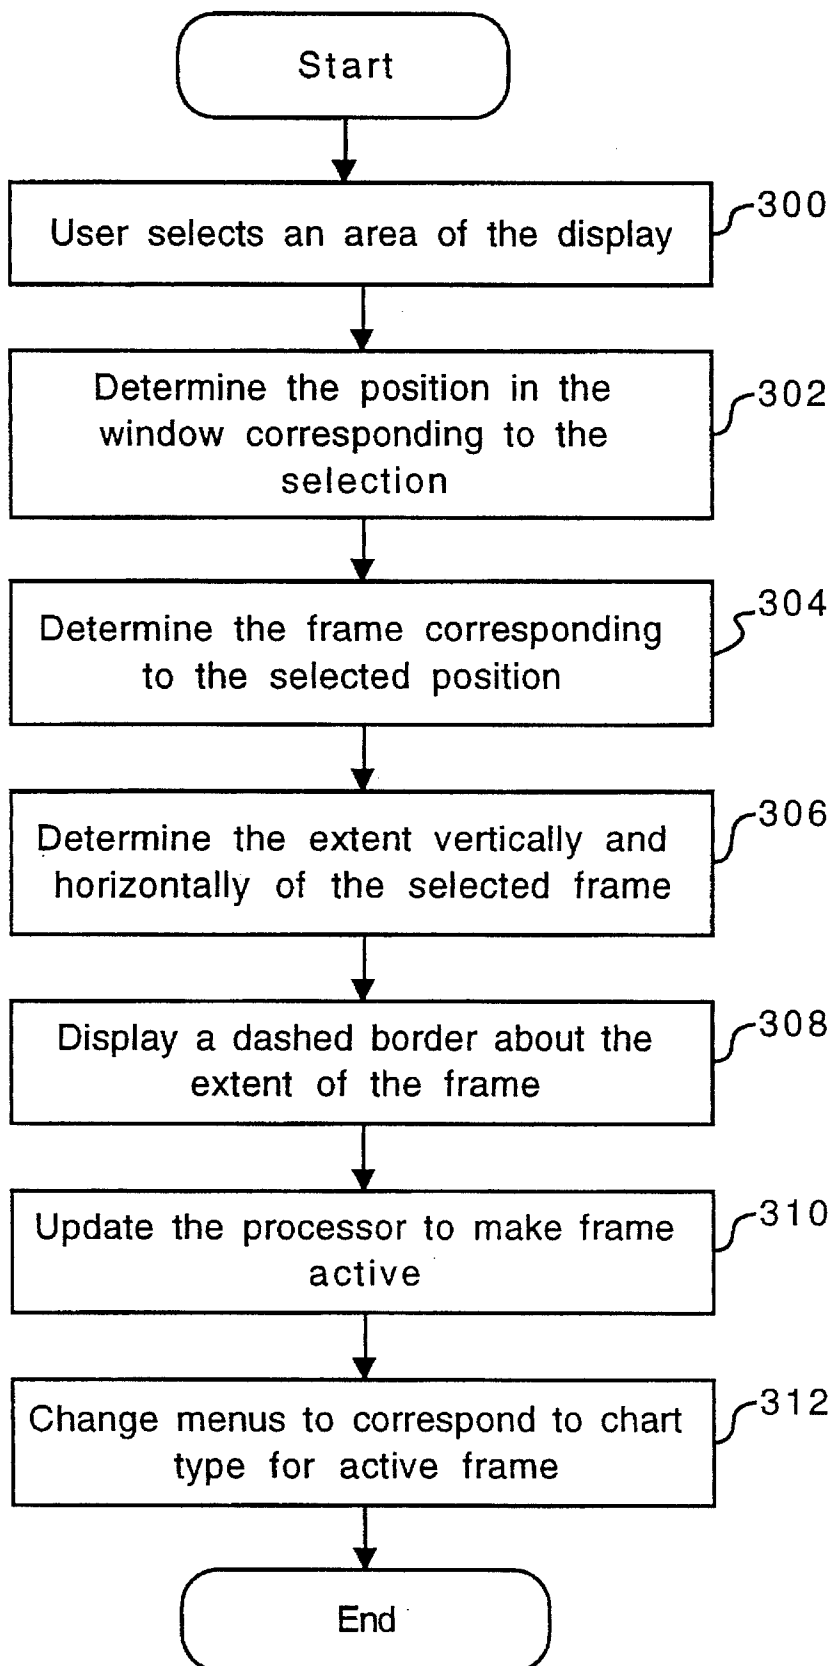 Start
User selects an area of the display
300
Determine the position in the
window corresponding to the
selection
302
Determine the frame corresponding
to the selected position
304
Determine the extent vertically and
horizontally of the selected frame
306
Display a dashed border about the
extent of the frame
308
Update the processor to make frame
active
310
Change menus to correspond to chart
type for active frame
312
End